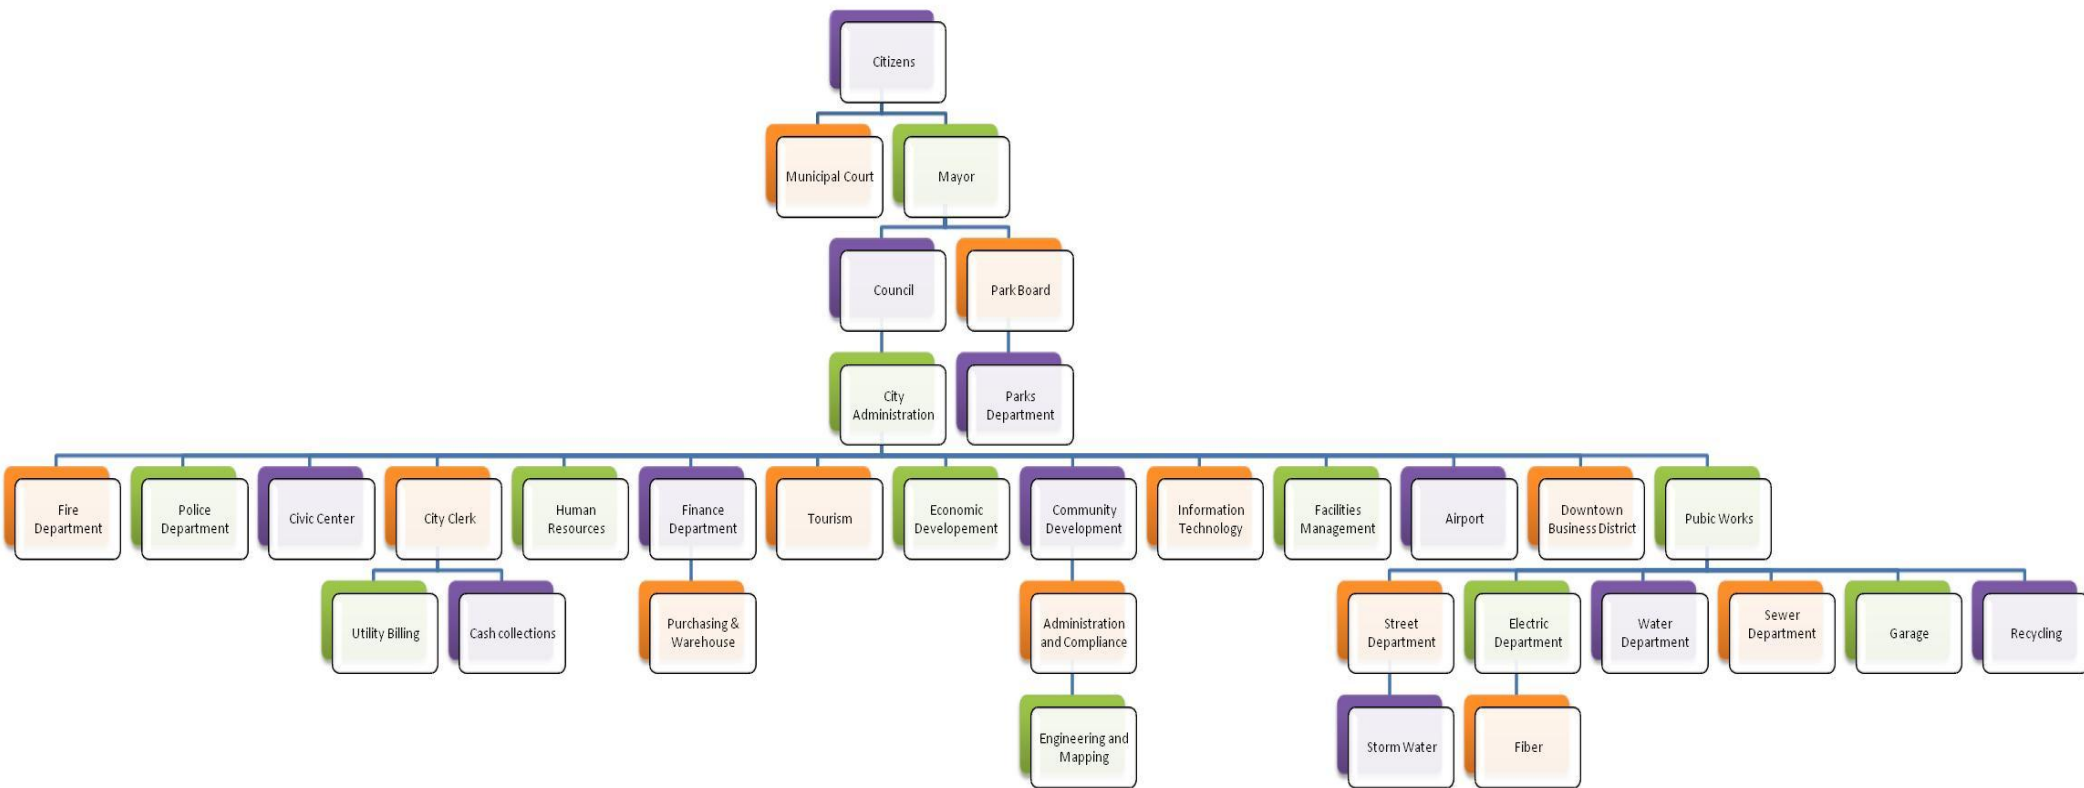 Citizens
Municipal Court
Mayor
Council
Park Board
City
Administration
Parks
Department
Fire
Department
Police
Department
Civic Center
City Clerk
Human
Resources
Finance
Department
Tourism
Economic
Developement
Community
Development
Information
Technology
Facilities
Management
Airport
Downtown
Business District
Pubic Works
Utility Billing
Cash collections
Purchasing &
Warehouse
Administration
and Compliance
Street
Department
Electric
Department
Water
Department
Sewer
Department
Garage
Recycling
Engineering and
Mapping
Storm Water
Fiber